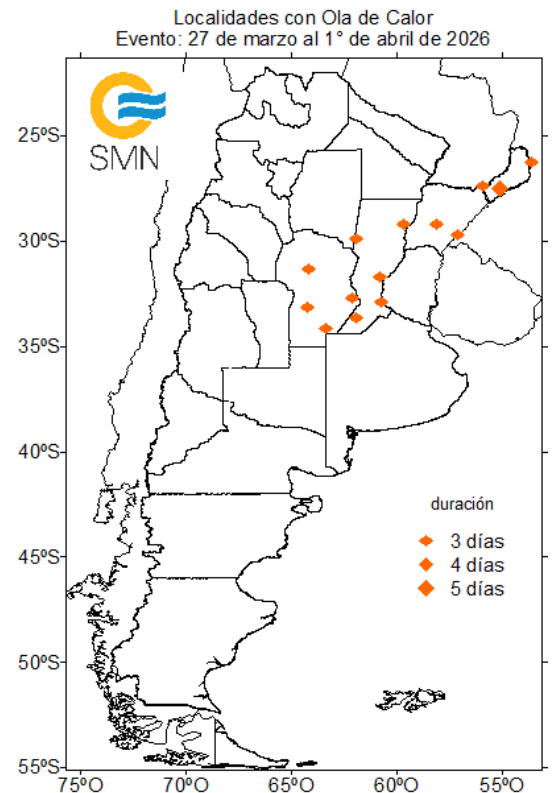 Localidades con Ola de Calor
Evento: 27 de marzo al 1° de abril de 2026
SMN
25ºS
30ºS
35ºS
40ºS
45ºS
50ºS
55ºS
duración
3 días
4 días
5 días
75ºO
70ºO
65ºO
60ºO
55ºO